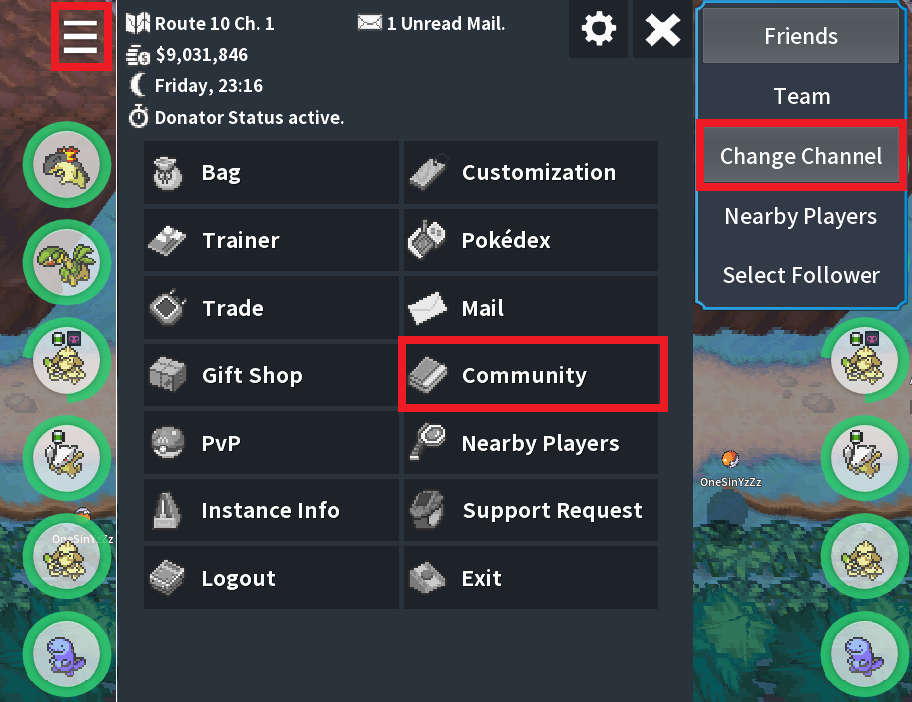 Route 10 Ch. 1
1 Unread Mail.
$9,031,846
Friday, 23:16
Donator Status active.
Bag
Customization
Trainer
Pokédex
Trade
Mail
Gift Shop
Community
PvP
Nearby Players
Instance Info
Support Request
Logout
Exit
OneSinYzZz
Friends
Team
Change Channel
Nearby Players
Select Follower
OneSinYzZz